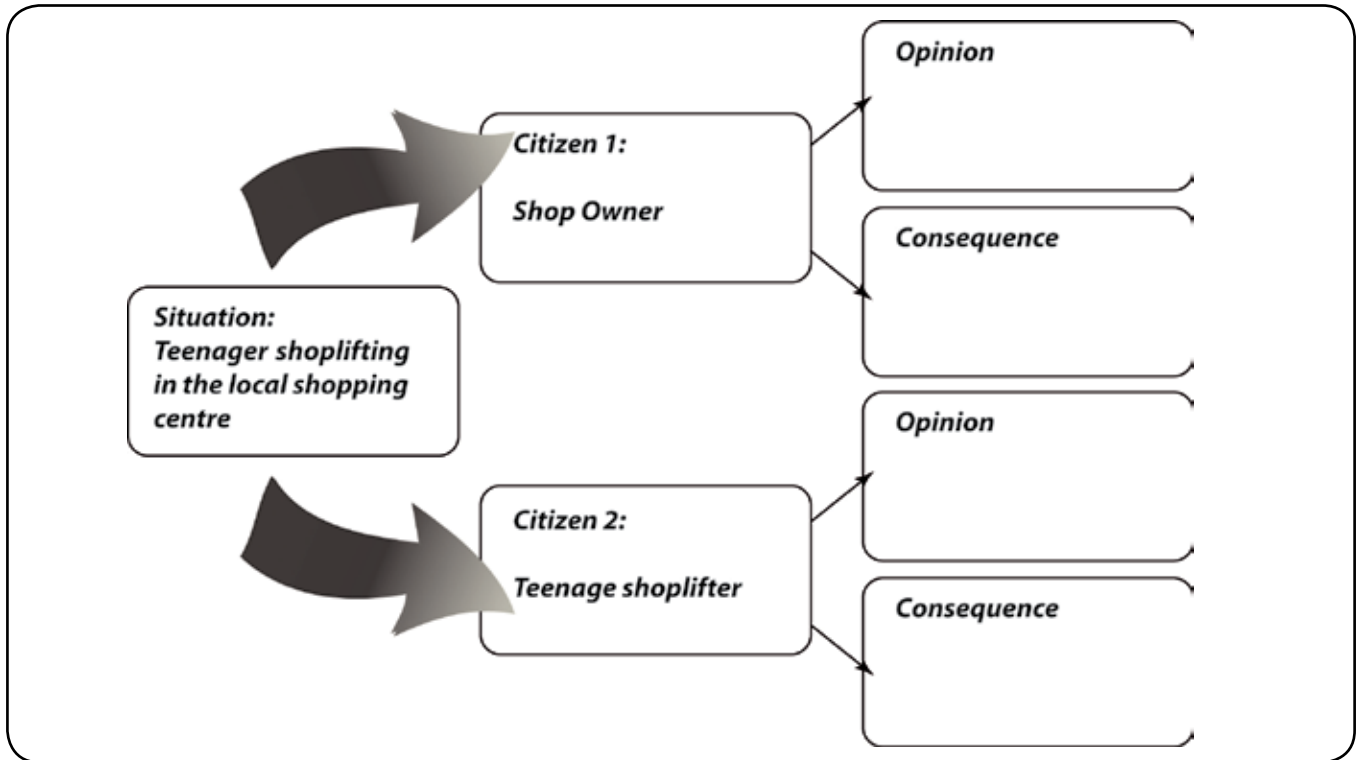 Situation:
Teenager shoplifting
in the local shopping
centre
Citizen 1:
Shop Owner
Opinion
Consequence
Citizen 2:
Teenage shoplifter
Opinion
Consequence